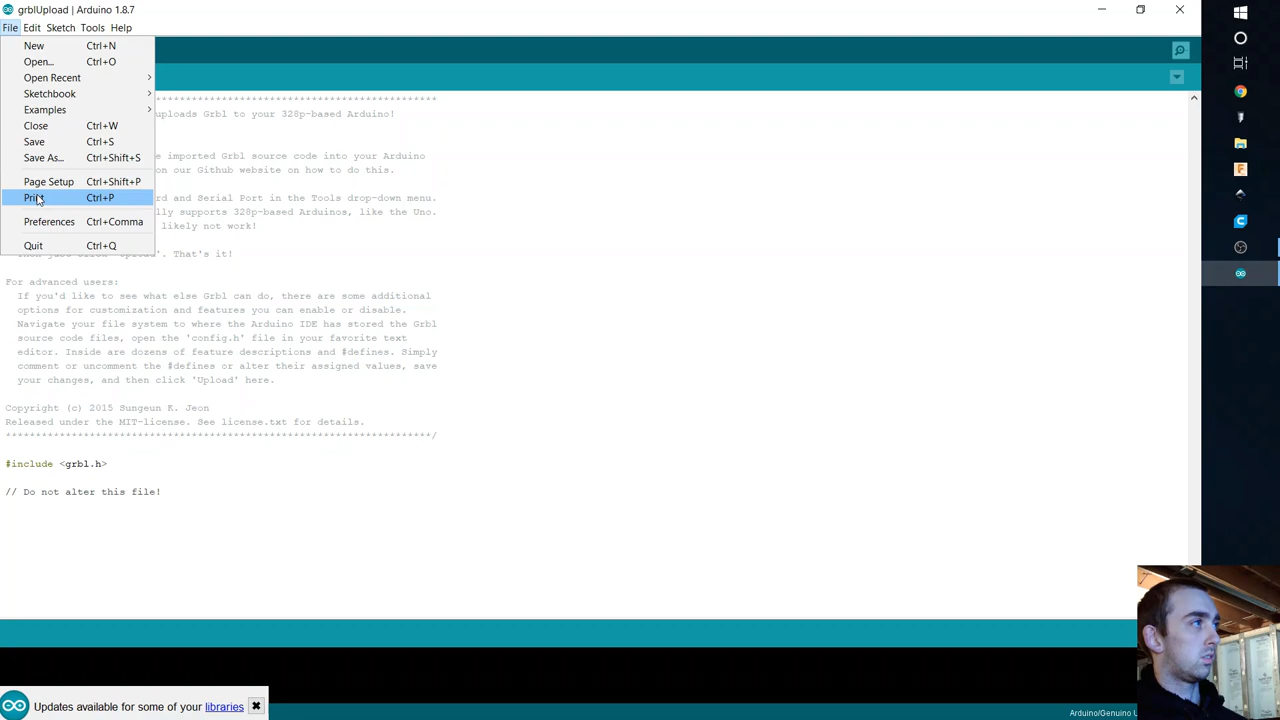 grblUpload | Arduino 1.8.7
File Edit Sketch Tools Help
New Ctrl+N
Open... Ctrl+O
Open Recent
Sketchbook
Examples
Close Ctrl+W
Save Ctrl+S
Save As... Ctrl+Shift+S
Page Setup Ctrl+Shift+P
Print Ctrl+P
Preferences Ctrl+Comma
Quit Ctrl+Q
***********************************************
uploads Grbl to your 328p-based Arduino!
e imported Grbl source code into your Arduino
on our Github website on how to do this.
rd and Serial Port in the Tools drop-down menu.
lly supports 328p-based Arduinos, like the Uno.
likely not work!
'. That's it!
For advanced users:
If you'd like to see what else Grbl can do, there are some additional
options for customization and features you can enable or disable.
Navigate your file system to where the Arduino IDE has stored the Grbl
source code files, open the 'config.h' file in your favorite text
editor. Inside are dozens of feature descriptions and #defines. Simply
comment or uncomment the #defines or alter their assigned values, save
your changes, and then click 'Upload' here.
Copyright (c) 2015 Sungeun K. Jeon
Released under the MIT-license. See license.txt for details.
************************************************************************/
#include <grbl.h>
// Do not alter this file!
Updates available for some of your libraries
Arduino/Genuino U